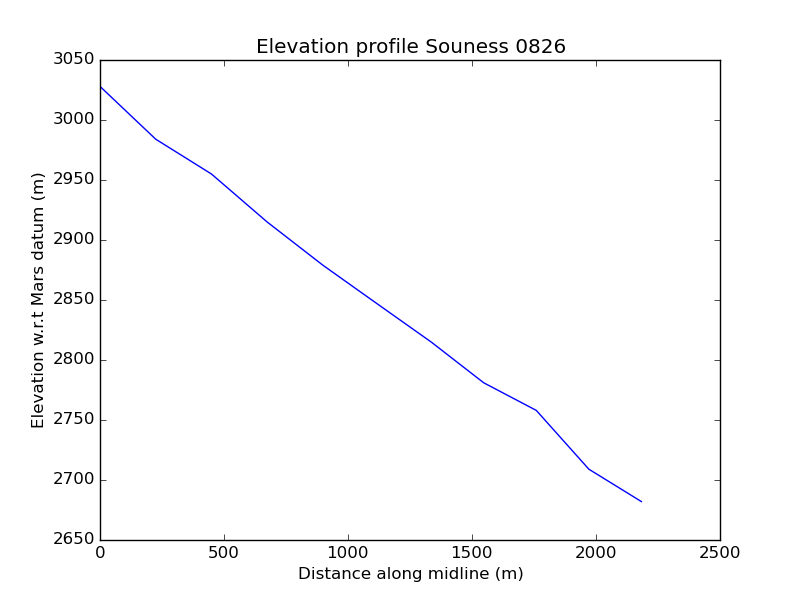 Elevation profile Souness 0826
3050
3000
2950
2900
2850
2800
2750
2700
2650
Elevation w.r.t Mars datum (m)
0 500 1000 1500 2000 2500
Distance along midline (m)